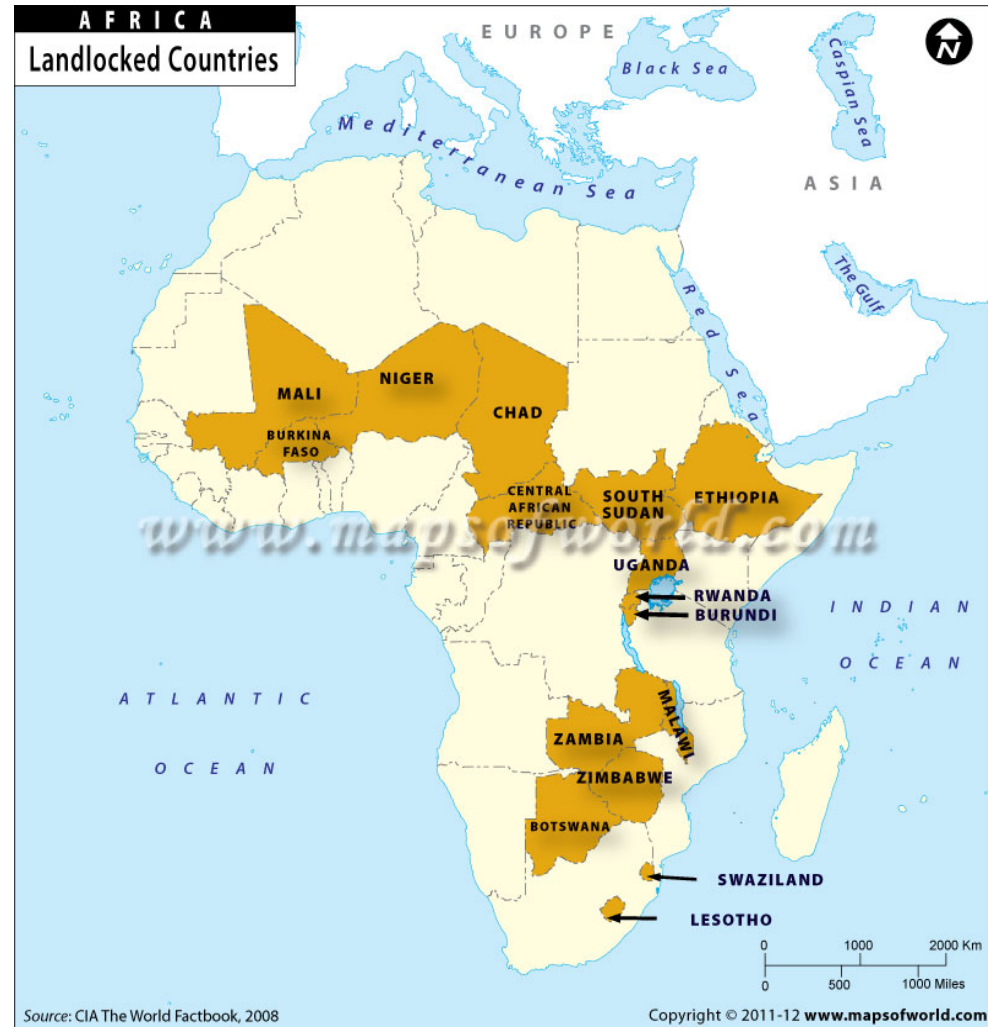 AFRICA
Landlocked Countries
EUROPE
N
Black Sea
Caspian Sea
Mediterranean Sea
ASIA
The Gulf
Red Sea
MALI
NIGER
CHAD
BURKINA
FASO
CENTRAL
AFRICAN
REPUBLIC
SOUTH
SUDAN
ETHIOPIA
www.mapsofworld.com
UGANDA
RWANDA
BURUNDI
INDIAN
OCEAN
ATLANTIC
OCEAN
MALAWI
ZAMBIA
ZIMBABWE
BOTSWANA
SWAZILAND
LESOTHO
0 1000 2000 Km
0 500 1000 Miles
Source: CIA The World Factbook, 2008
Copyright © 2011-12 www.mapsofworld.com